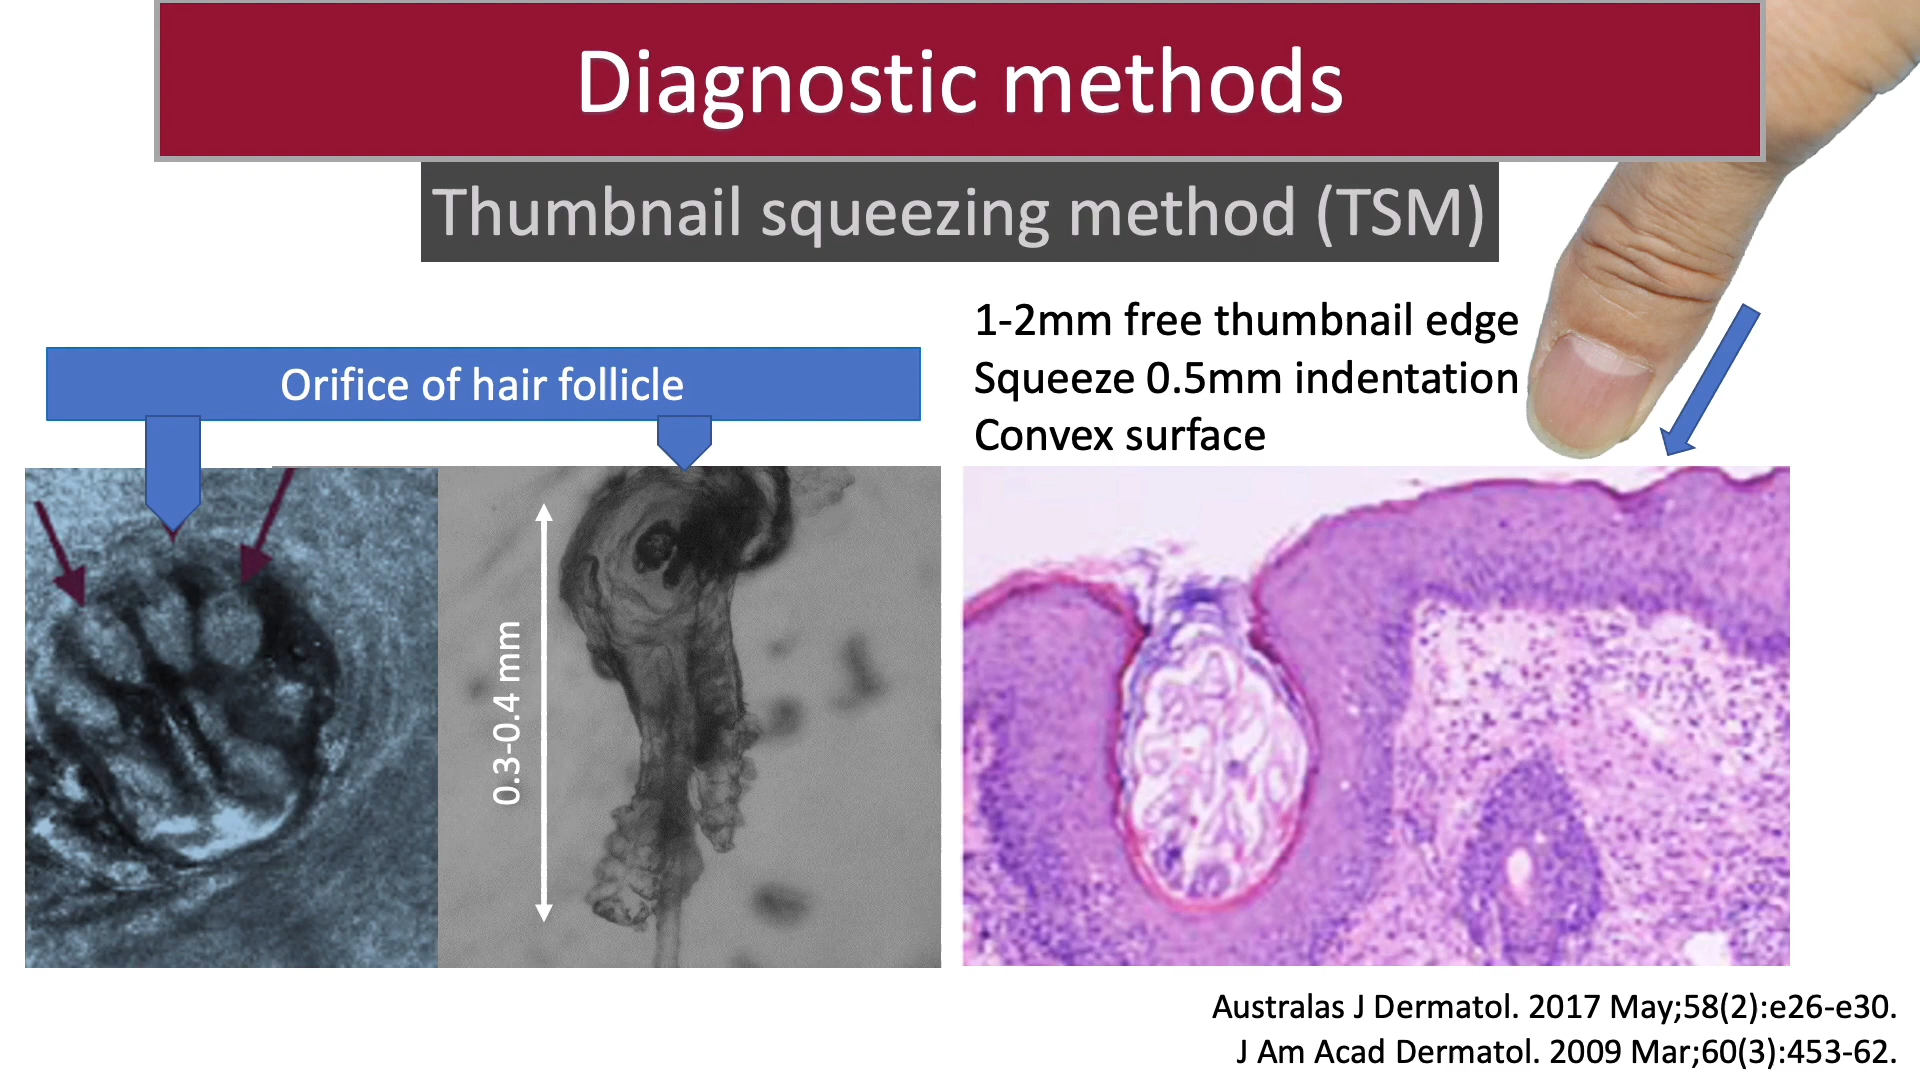 Diagnostic methods
Thumbnail squeezing method (TSM)
1-2mm free thumbnail edge
Squeeze 0.5mm indentation
Convex surface
Orifice of hair follicle
0.3-0.4 mm
Australas J Dermatol. 2017 May;58(2):e26-e30.
J Am Acad Dermatol. 2009 Mar;60(3):453-62.